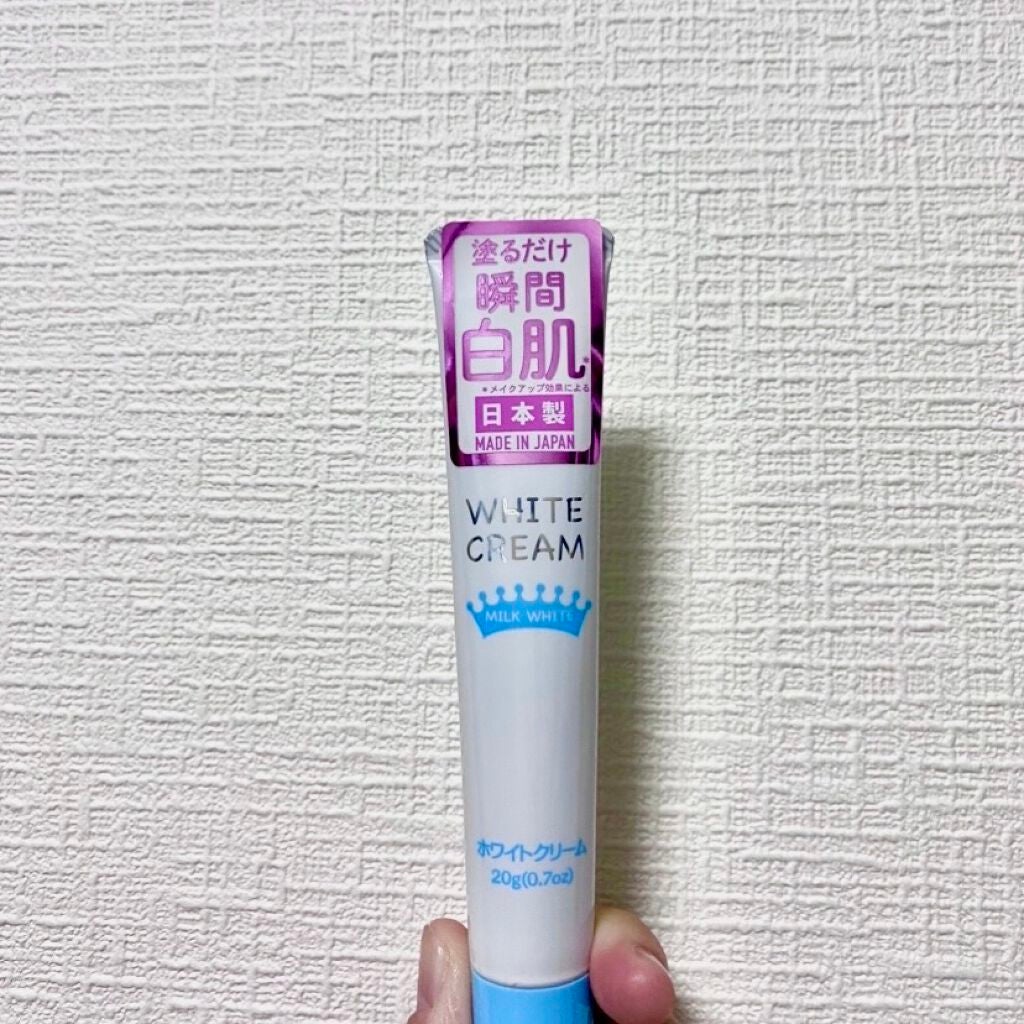 塗るだけ
瞬間
白肌*
*メイクアップ効果による
日本製
MADE IN JAPAN
WHITE
CREAM
MILK WHITE
ホワイトクリーム
20g(0.7oz)